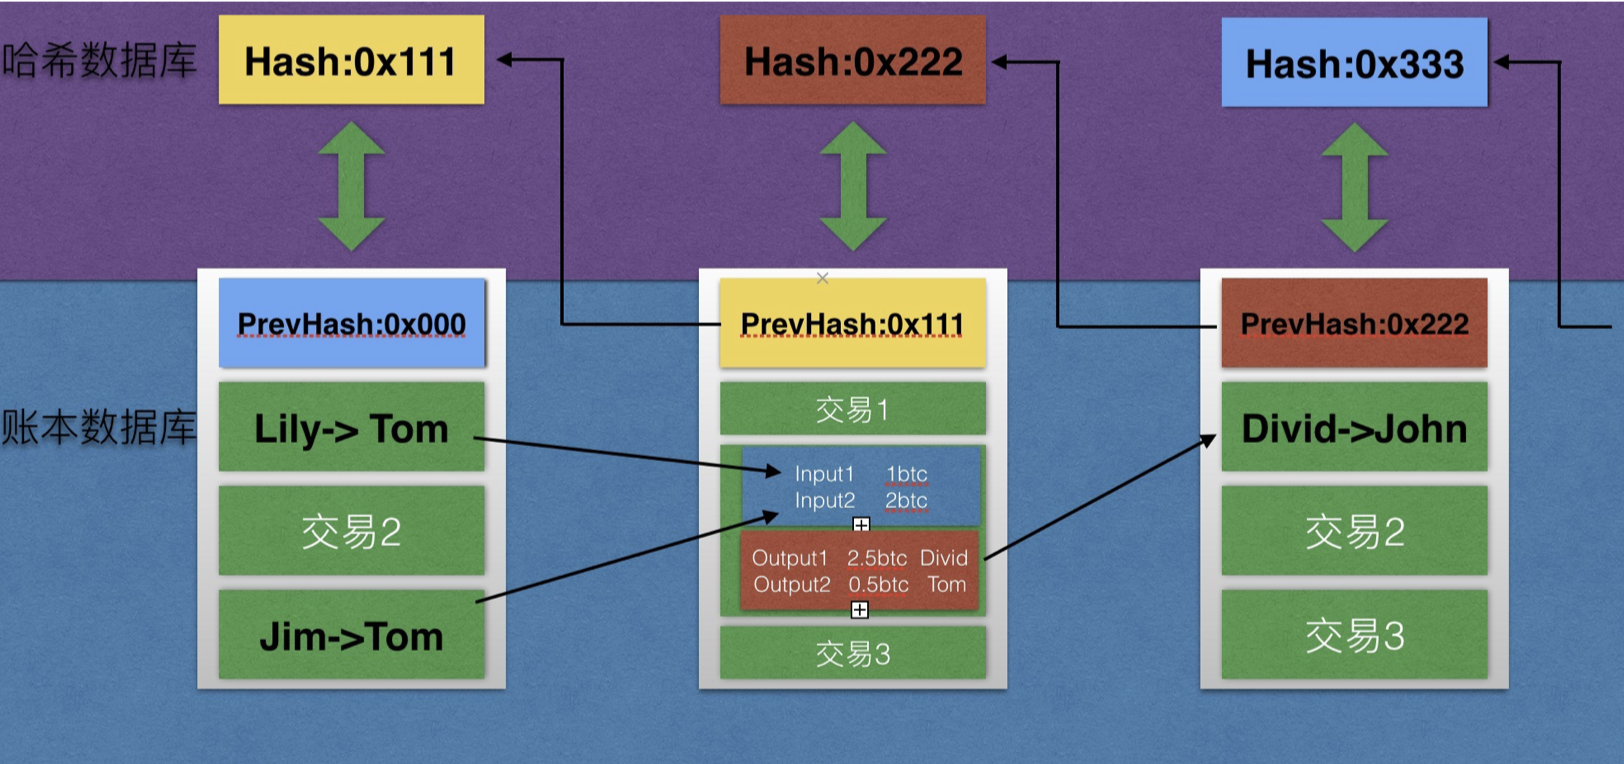 哈希数据库
Hash:0x111
Hash:0x222
Hash:0x333
账本数据库
PrevHash:0x000
Lily-> Tom
交易2
Jim->Tom
PrevHash:0x111
交易1
Input1 1btc
Input2 2btc
Output1 2.5btc Divid
Output2 0.5btc Tom
交易3
PrevHash:0x222
Divid->John
交易2
交易3